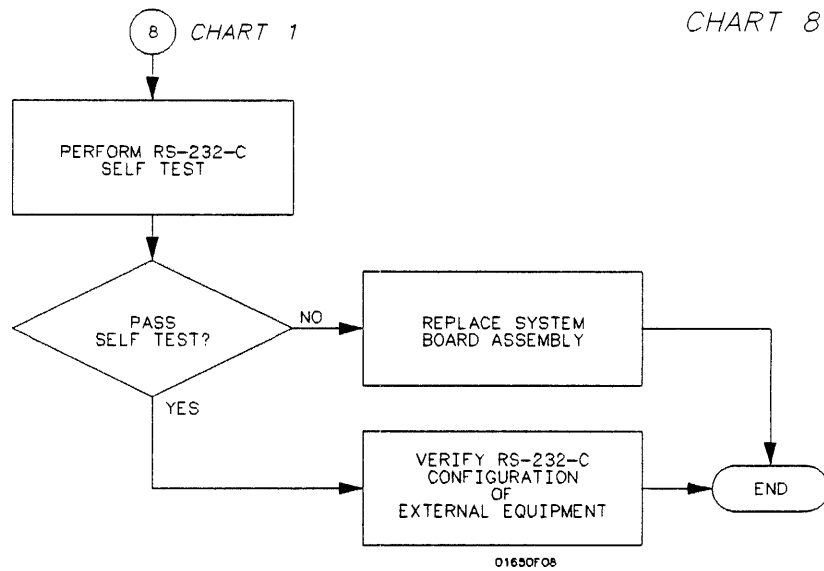 8 CHART 1
CHART 8
PERFORM RS-232-C
SELF TEST
PASS
SELF TEST?
NO
REPLACE SYSTEM
BOARD ASSEMBLY
YES
VERIFY RS-232-C
CONFIGURATION
OF
EXTERNAL EQUIPMENT
END
01650F08